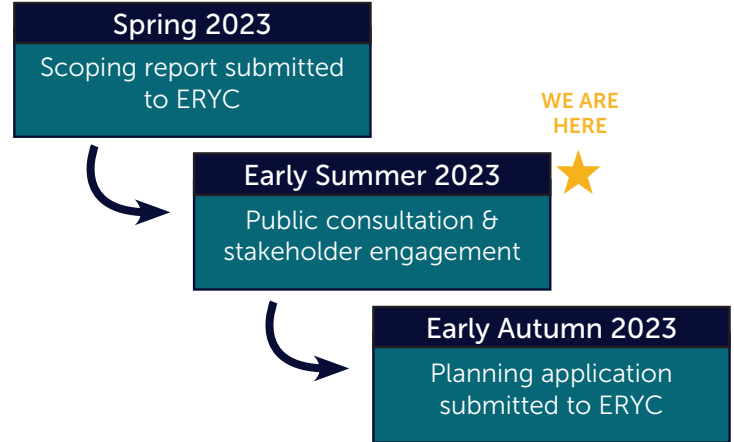 Spring 2023
Scoping report submitted
to ERYC
WE ARE
HERE
Early Summer 2023
Public consultation &
stakeholder engagement
Early Autumn 2023
Planning application
submitted to ERYC